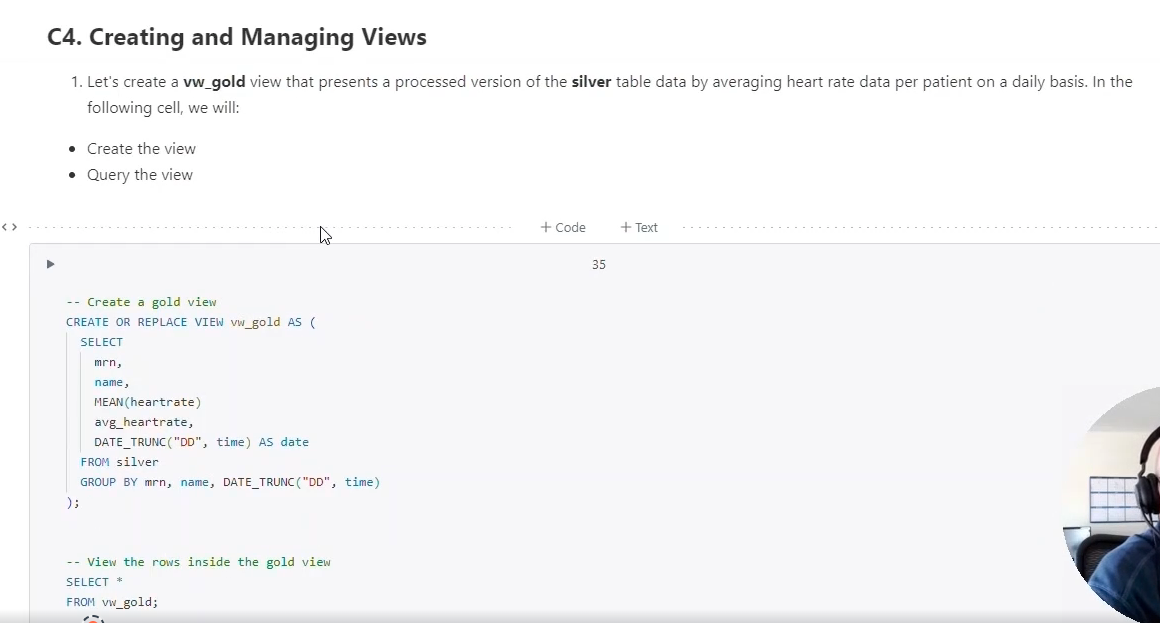 C4. Creating and Managing Views
1. Let's create a vw_gold view that presents a processed version of the silver table data by averaging heart rate data per patient on a daily basis. In the
following cell, we will:
• Create the view
• Query the view
<>
+ Code + Text
35
-- Create a gold view
CREATE OR REPLACE VIEW vw_gold AS (
SELECT
mrn,
name,
MEAN(heartrate)
avg_heartrate,
DATE_TRUNC("DD", time) AS date
FROM silver
GROUP BY mrn, name, DATE_TRUNC("DD", time)
);
-- View the rows inside the gold view
SELECT *
FROM vw_gold;